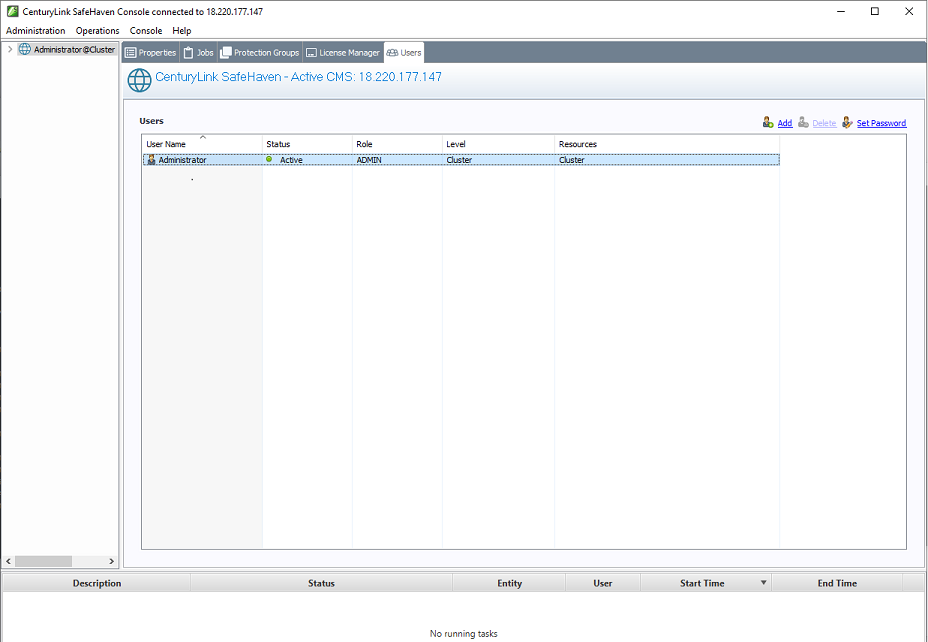 CenturyLink SafeHaven Console connected to 18.220.177.147
Administration Operations Console Help
Administrator@Cluster
Properties Jobs Protection Groups License Manager Users
CenturyLink SafeHaven - Active CMS: 18.220.177.147
Users
Add Delete Set Password
User Name Status Role Level Resources
Administrator Active ADMIN Cluster Cluster
Description Status Entity User Start Time End Time
No running tasks